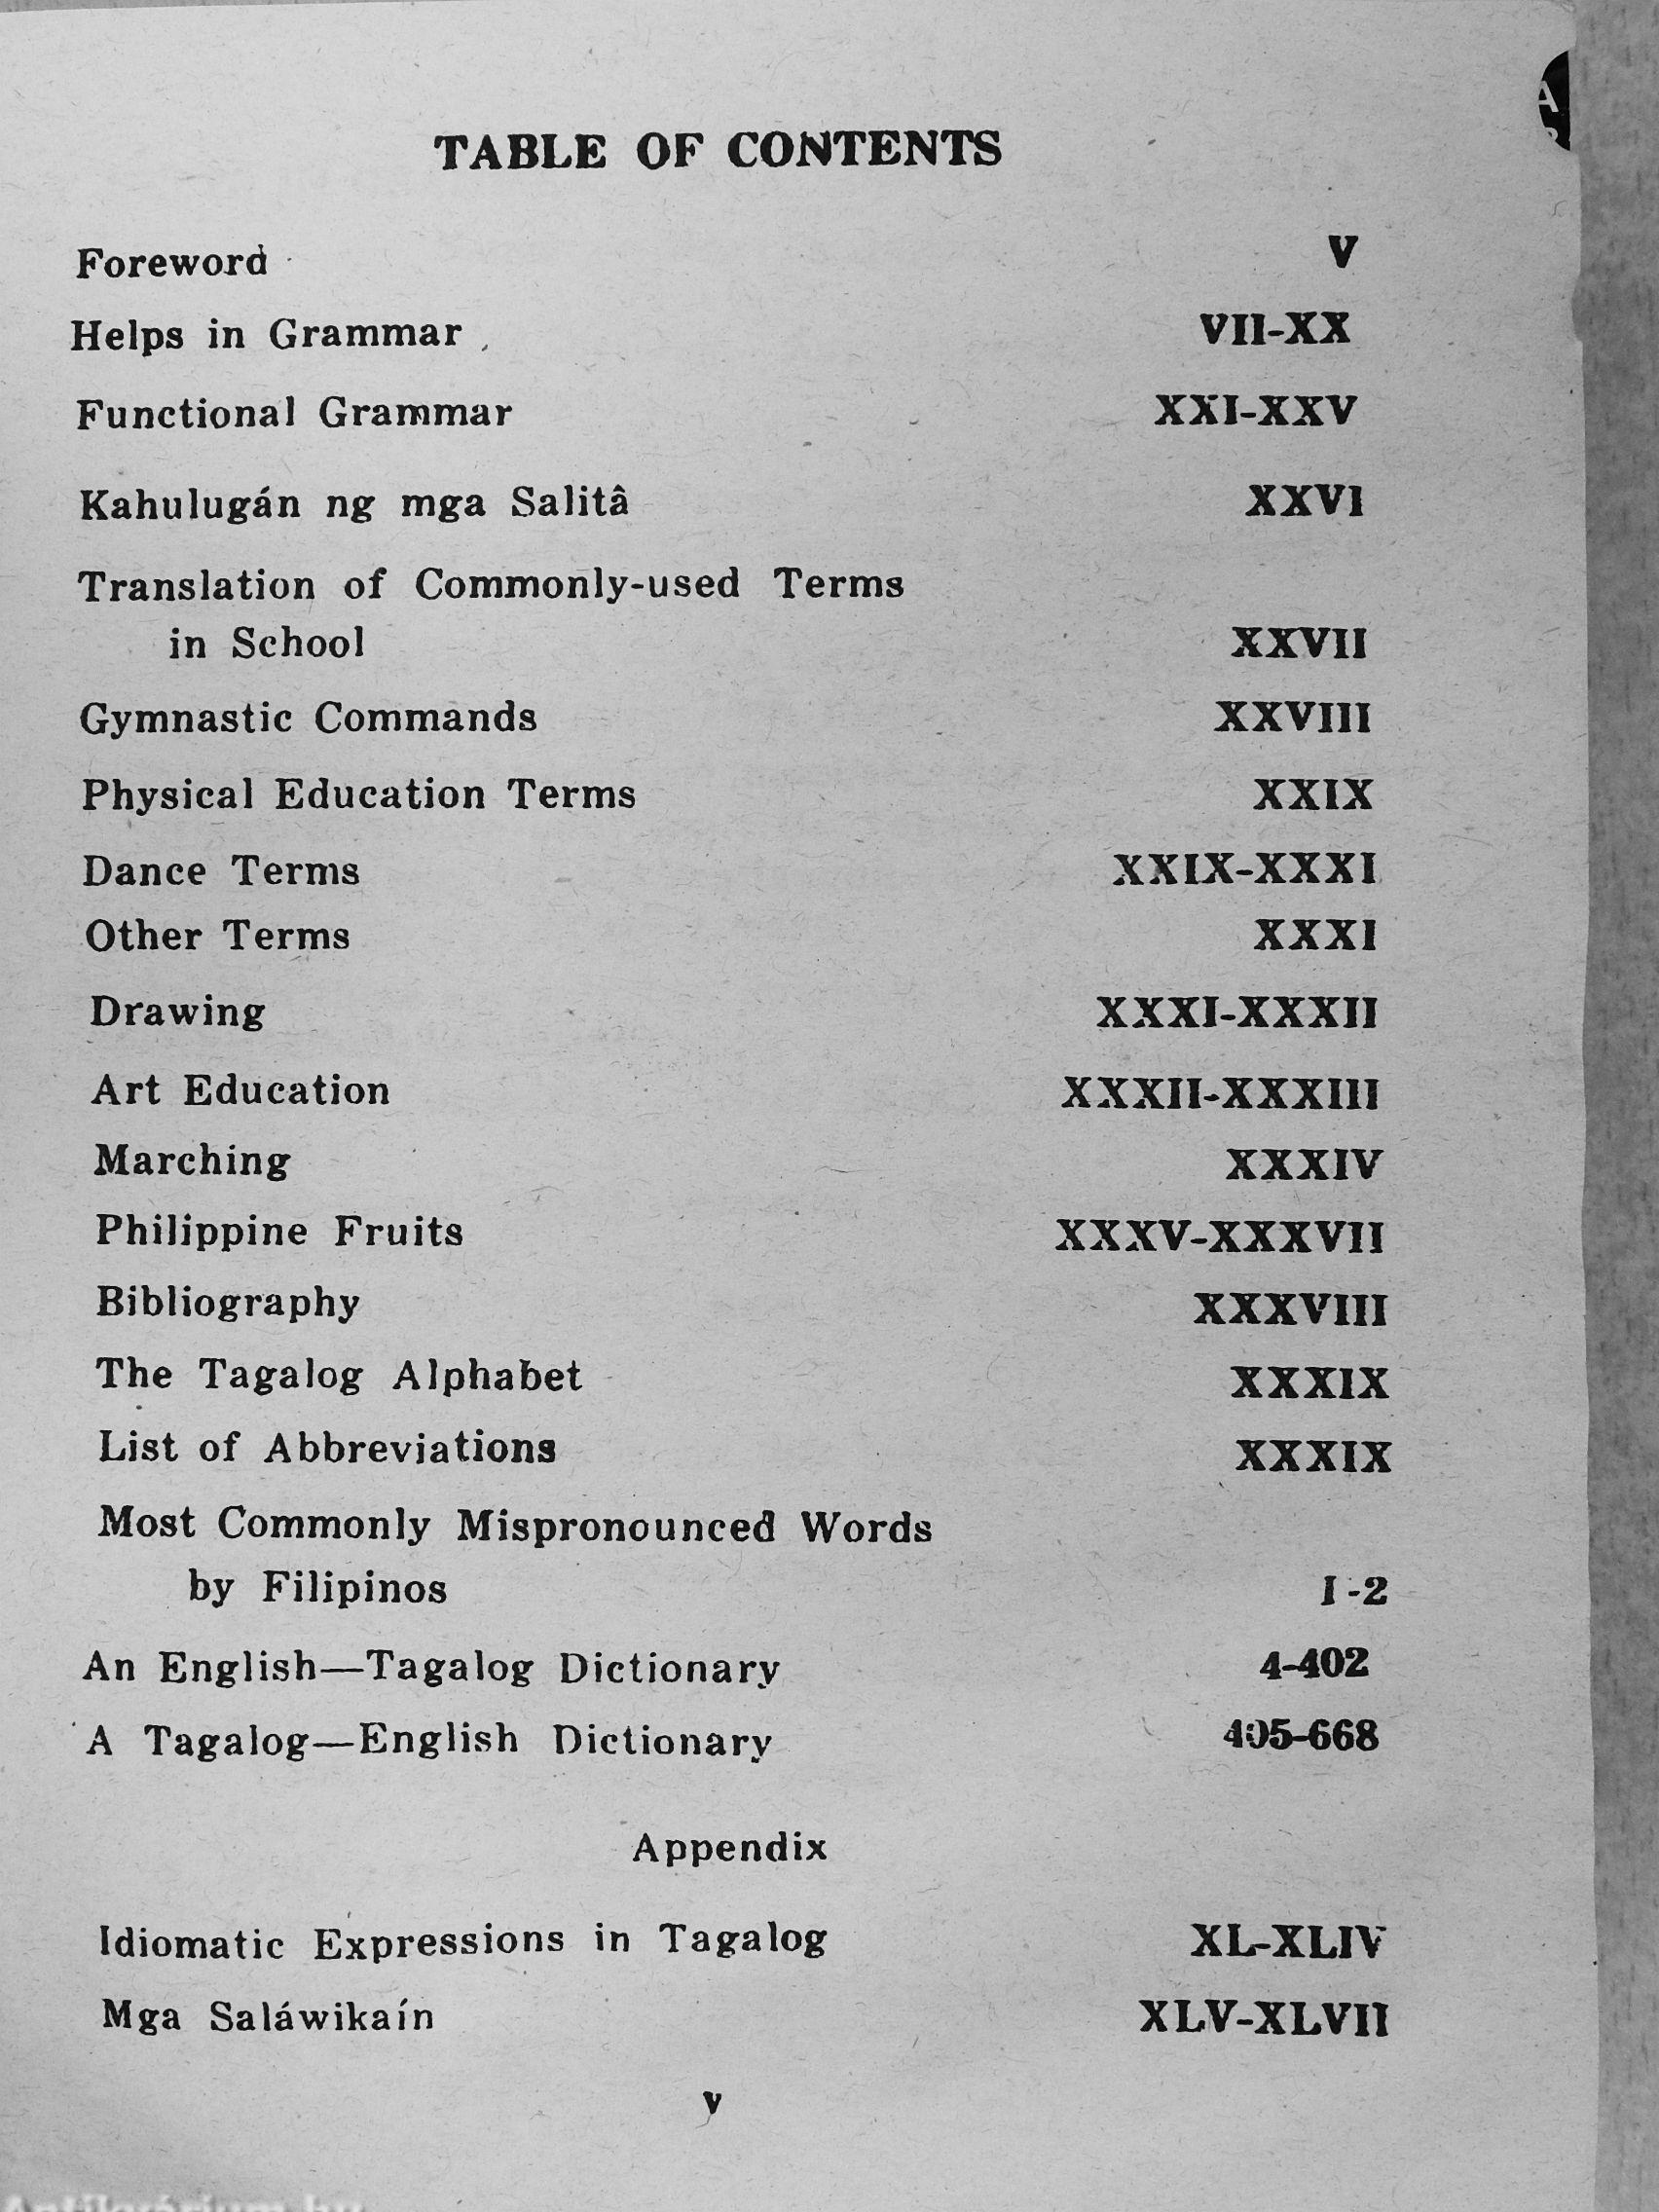 TABLE OF CONTENTS
Foreword V
Helps in Grammar VII-XX
Functional Grammar XXI-XXV
Kahulugán ng mga Salitâ XXVI
Translation of Commonly-used Terms
in School XXVII
Gymnastic Commands XXVIII
Physical Education Terms XXIX
Dance Terms XXIX-XXXI
Other Terms XXXI
Drawing XXXI-XXXII
Art Education XXXII-XXXIII
Marching XXXIV
Philippine Fruits XXXV-XXXVII
Bibliography XXXVIII
The Tagalog Alphabet XXXIX
List of Abbreviations XXXIX
Most Commonly Mispronounced Words
by Filipinos I-2
An English—Tagalog Dictionary 4-402
A Tagalog—English Dictionary 405-668
Appendix
Idiomatic Expressions in Tagalog XL-XLIV
Mga Saláwikaín XLV-XLVII
v